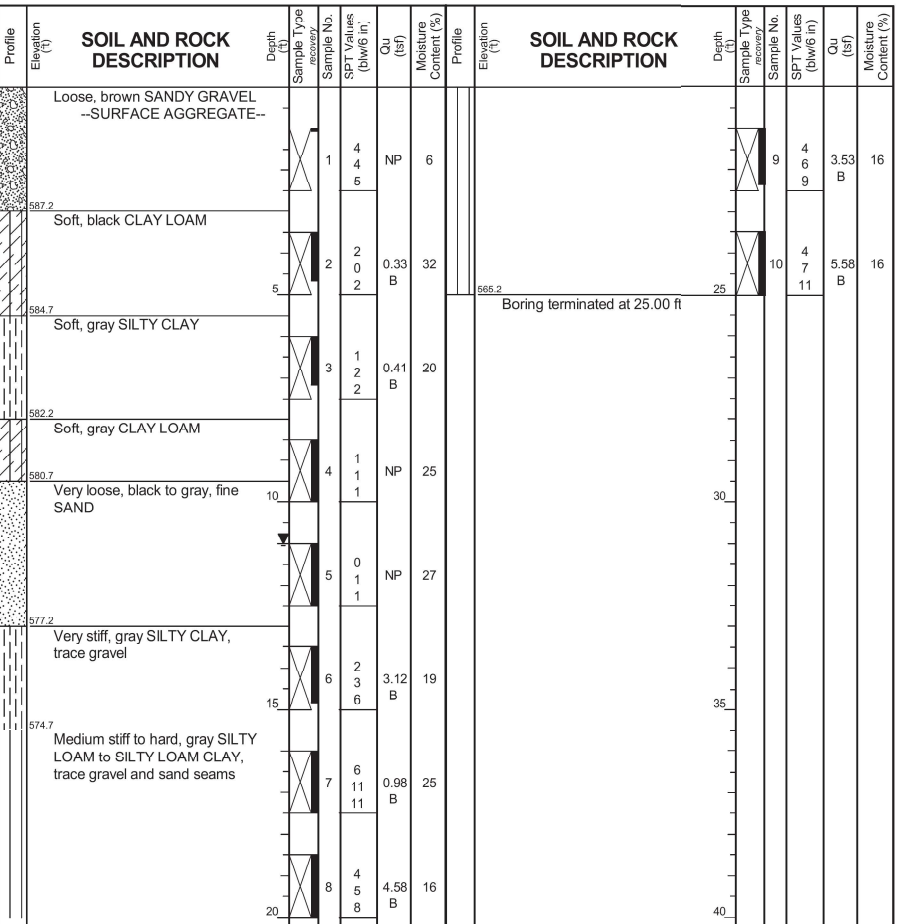 Profile
Elevation (ft)
SOIL AND ROCK
DESCRIPTION
Depth (ft)
Sample Type
recovery
Sample No.
SPT Values (blw/6 in)
Qu (tsf)
Moisture Content (%)
Profile
Elevation (ft)
SOIL AND ROCK
DESCRIPTION
Depth (ft)
Sample Type
recovery
Sample No.
SPT Values (blw/6 in)
Qu (tsf)
Moisture Content (%)
Loose, brown SANDY GRAVEL
--SURFACE AGGREGATE--
1
4
4
5
NP
6
587.2
Soft, black CLAY LOAM
2
2
0
2
0.33
B
32
5
584.7
Soft, gray SILTY CLAY
3
1
2
2
0.41
B
20
582.2
Soft, gray CLAY LOAM
4
1
1
1
NP
25
580.7
Very loose, black to gray, fine
SAND
10
5
0
1
1
NP
27
577.2
Very stiff, gray SILTY CLAY,
trace gravel
6
2
3
6
3.12
B
19
15
574.7
Medium stiff to hard, gray SILTY
LOAM to SILTY LOAM CLAY,
trace gravel and sand seams
7
6
11
11
0.98
B
25
8
4
5
8
4.58
B
16
20
9
4
6
9
3.53
B
16
10
4
7
11
5.58
B
16
565.2
25
Boring terminated at 25.00 ft
30
35
40